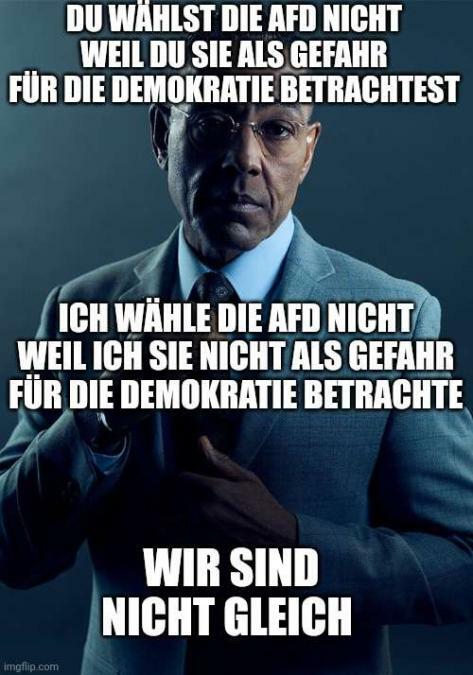 DU WÄHLST DIE AFD NICHT
WEIL DU SIE ALS GEFAHR
FÜR DIE DEMOKRATIE BETRACHTEST
ICH WÄHLE DIE AFD NICHT
WEIL ICH SIE NICHT ALS GEFAHR
FÜR DIE DEMOKRATIE BETRACHTE
WIR SIND
NICHT GLEICH
imgflip.com